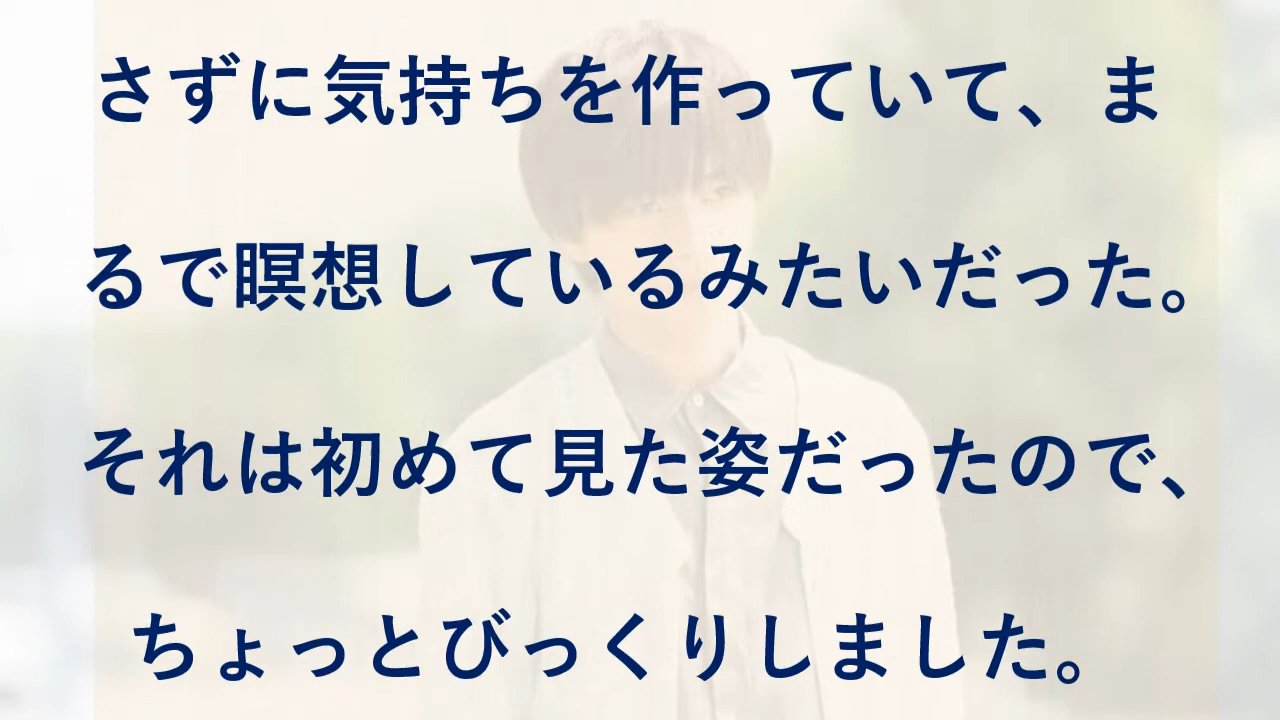 さずに気持ちを作っていて、ま
るで瞑想しているみたいだった。
それは初めて見た姿だったので、
ちょっとびっくりしました。